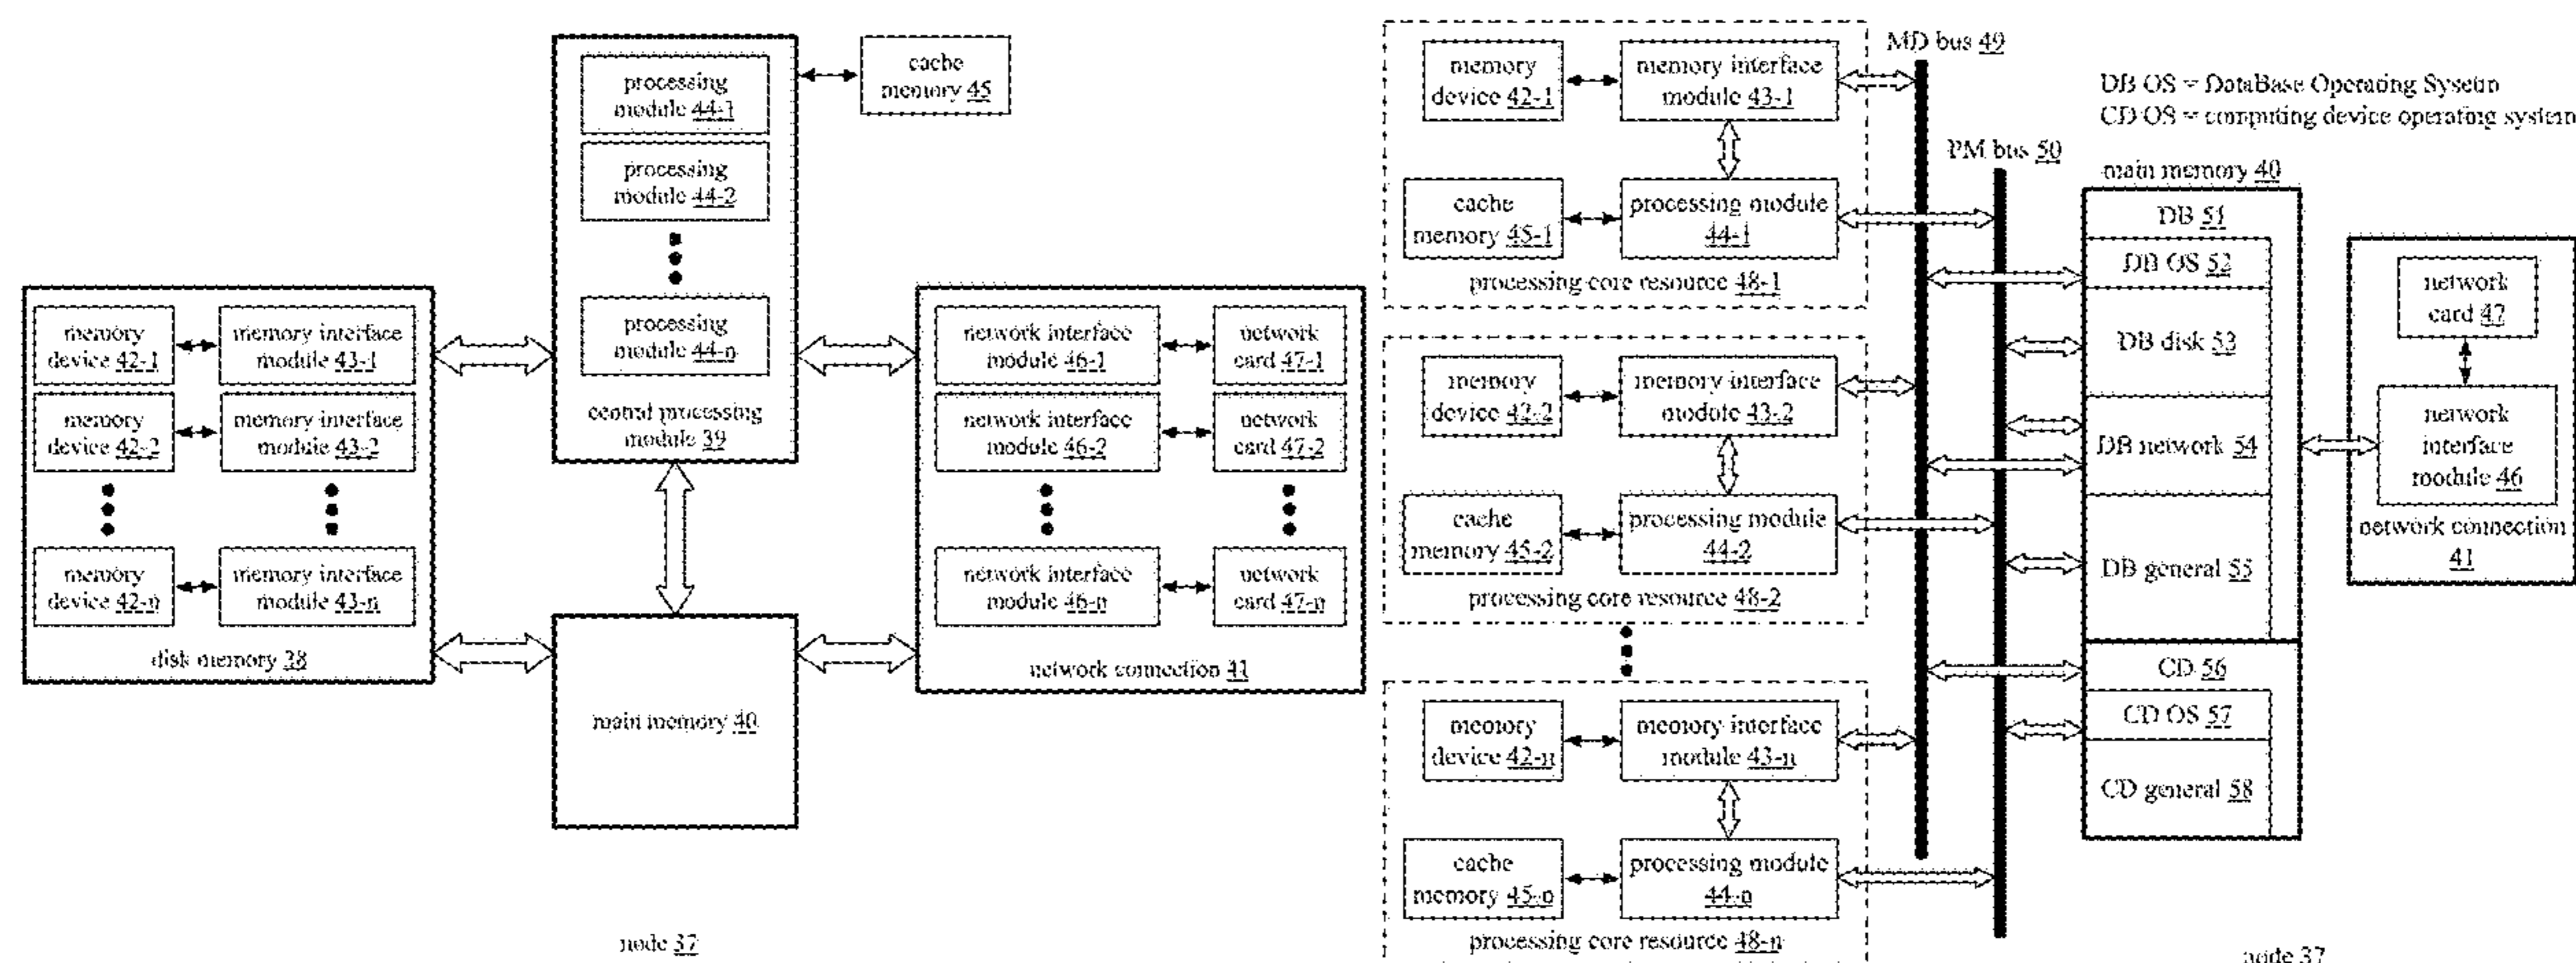 processing
module 44-1
processing
module 44-2
processing
module 44-n
central processing
module 39
cache
memory 45
memory
device 42-1
memory interface
module 43-1
memory
device 42-2
memory interface
module 43-2
memory
device 42-n
memory interface
module 43-n
disk memory 38
network interface
module 46-1
network
card 47-1
network interface
module 46-2
network
card 47-2
network interface
module 46-n
network
card 47-n
network connection 41
main memory 40
node 37
memory
device 42-1
memory interface
module 43-1
cache
memory 45-1
processing module
44-1
processing core resource 48-1
memory
device 42-2
memory interface
module 43-2
cache
memory 45-2
processing module
44-2
processing core resource 48-2
memory
device 42-n
memory interface
module 43-n
cache
memory 45-n
processing module
44-n
processing core resource 48-n
MD bus 49
PM bus 50
DB OS = DataBase Operating System
CD OS = computing device operating system
main memory 40
DB 51
DB OS 52
DB disk 53
DB network 54
DB general 55
CD 56
CD OS 57
CD general 58
network
card 47
network
interface
module 46
network connection
41
node 37